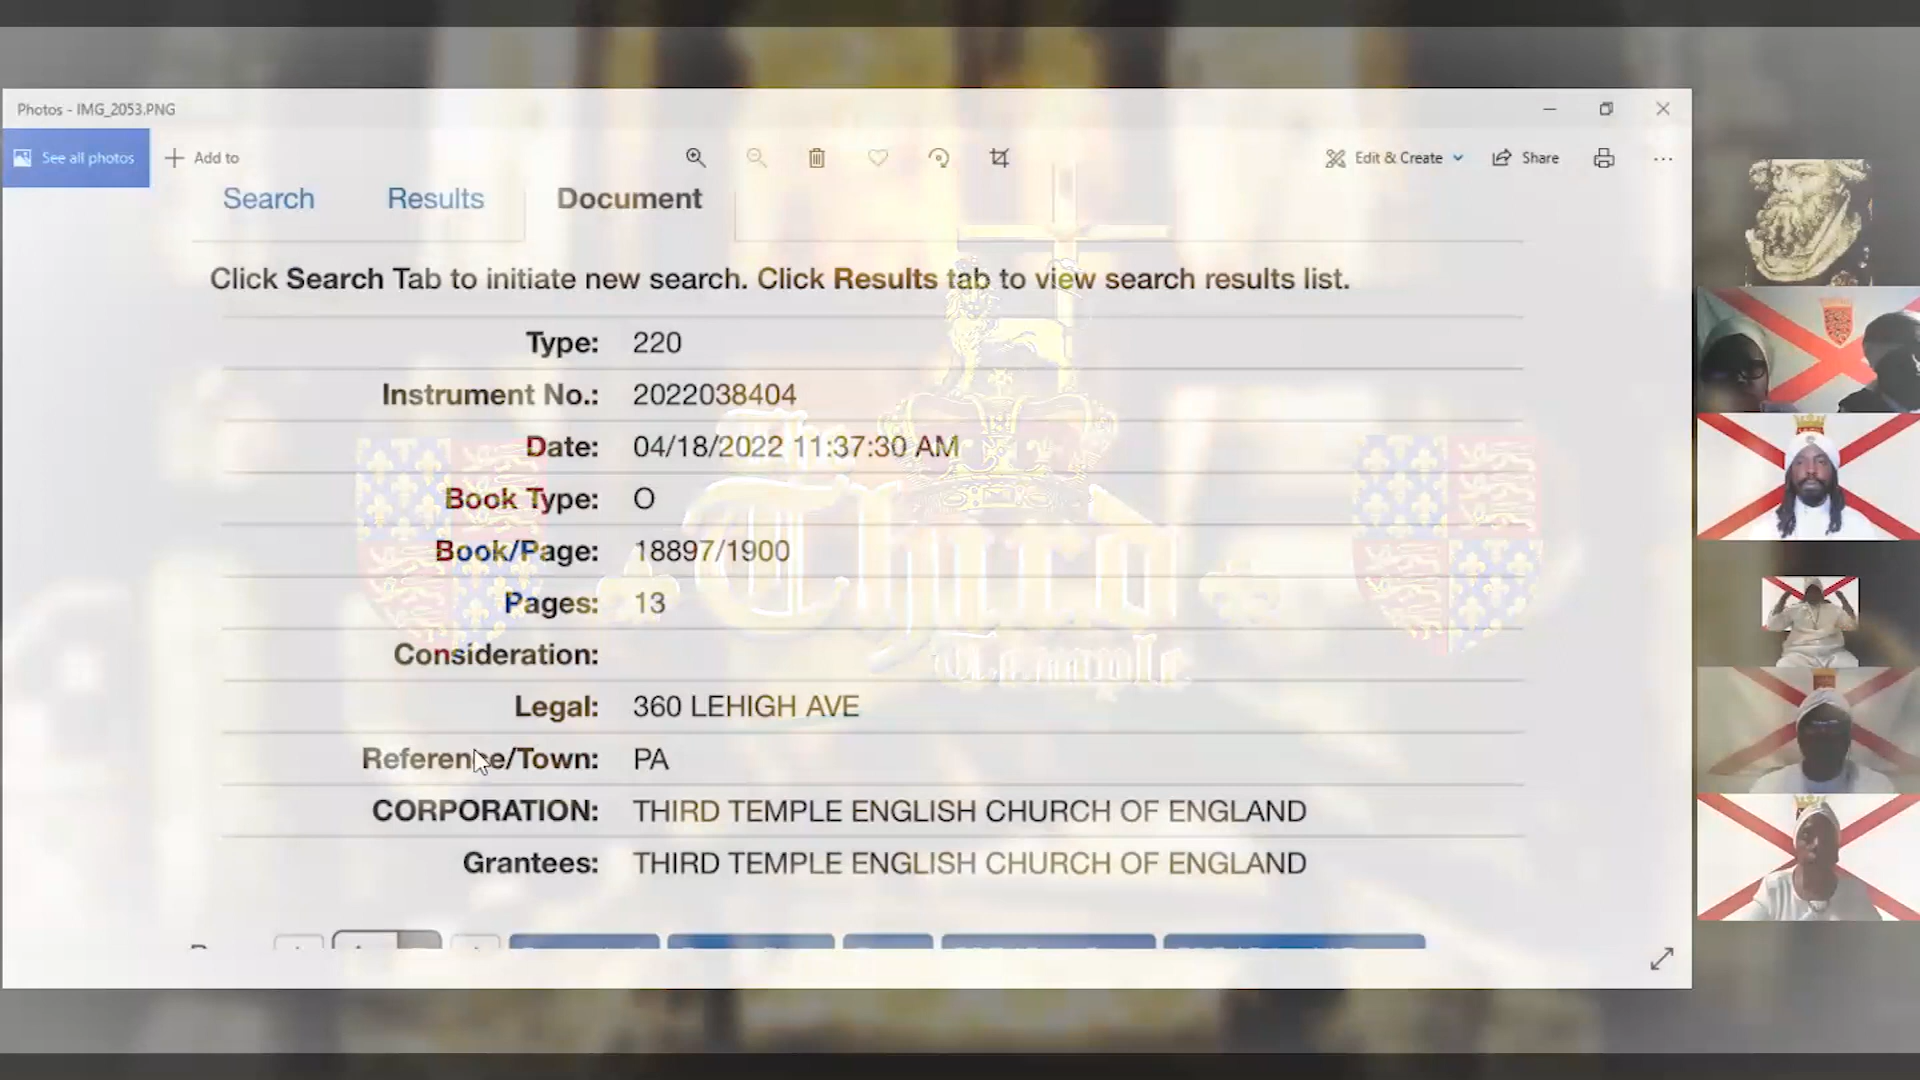 Photos - IMG_2053.PNG
See all photos
Add to
Edit & Create
Share
Search Results Document
Click Search Tab to initiate new search. Click Results tab to view search results list.
Type: 220
Instrument No.: 2022038404
Date: 04/18/2022 11:37:30 AM
Book Type: O
Book/Page: 18897/1900
Pages: 13
Consideration:
Legal: 360 LEHIGH AVE
Reference/Town: PA
CORPORATION: THIRD TEMPLE ENGLISH CHURCH OF ENGLAND
Grantees: THIRD TEMPLE ENGLISH CHURCH OF ENGLAND
The
Third
Temple